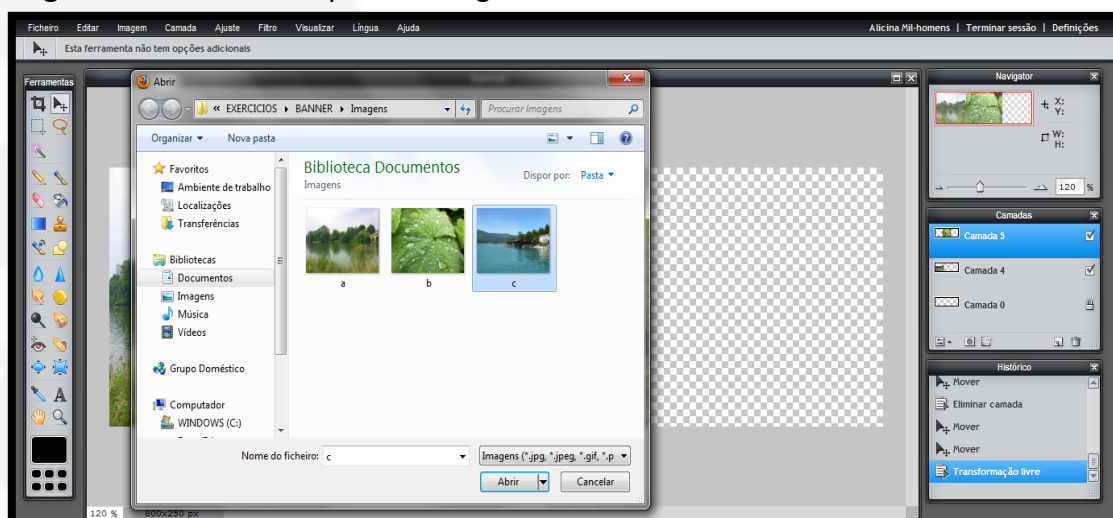 Ficheiro Editar Imagem Camada Ajuste Filtro Visualizar Língua Ajuda
Alicina Mil-homens | Terminar sessão | Definições
Esta ferramenta não tem opções adicionais
Ferramentas
Abrir
« EXERCICIOS BANNER Imagens
Procurar Imagens
Organizar Nova pasta
Favoritos
Ambiente de trabalho
Localizações
Transferências
Bibliotecas
Documentos
Imagens
Música
Vídeos
Grupo Doméstico
Computador
WINDOWS (C:)
Biblioteca Documentos
Imagens
Dispor por: Pasta
a b c
Nome do ficheiro: c
Imagens (*.jpg, *.jpeg, *.gif, *.p
Abrir Cancelar
120 % 800x250 px
Navigator
X:
Y:
W:
H:
120 %
Camadas
Camada 5
Camada 4
Camada 0
Histórico
Mover
Eliminar camada
Mover
Mover
Transformação livre